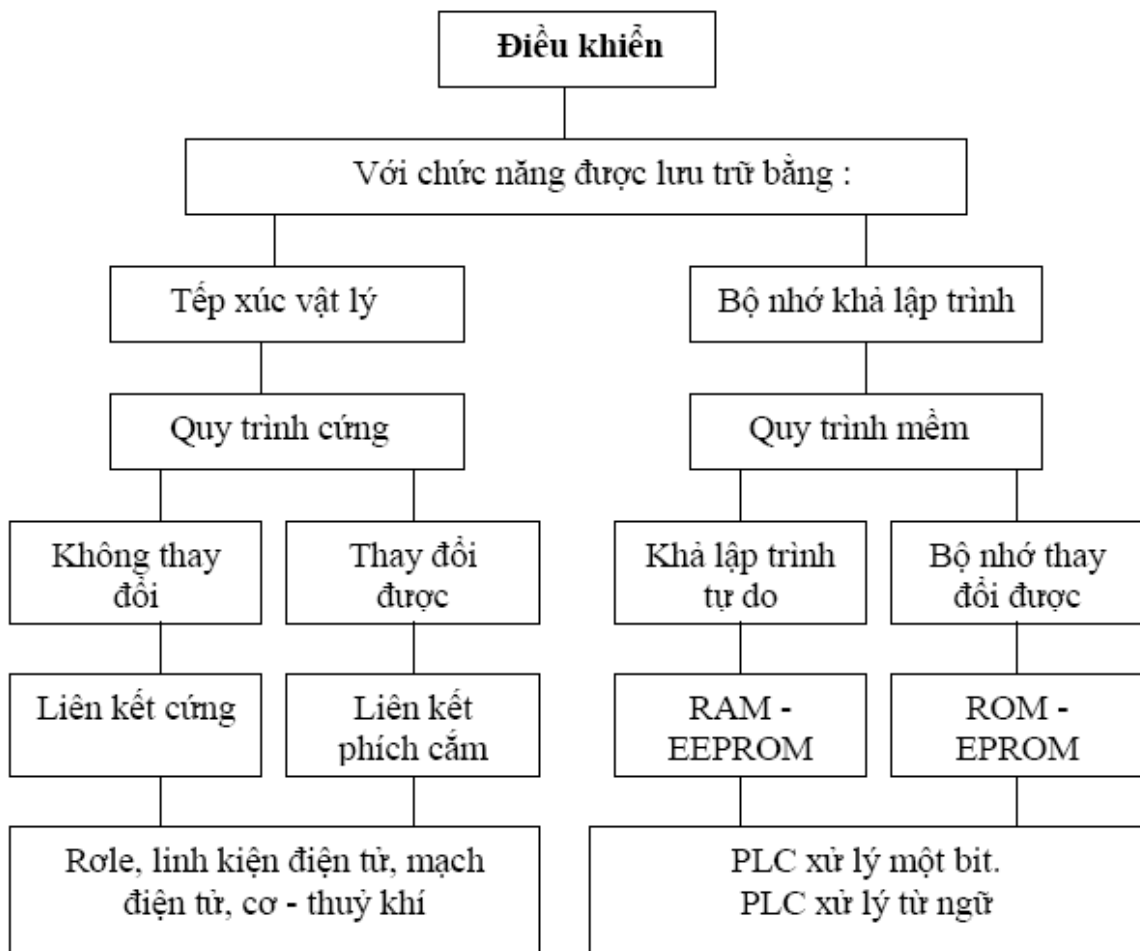 Điều khiển
Với chức năng được lưu trữ bằng :
Tếp xúc vật lý
Bộ nhớ khả lập trình
Quy trình cứng
Quy trình mềm
Không thay
đổi
Thay đổi
được
Khả lập trình
tự do
Bộ nhớ thay
đổi được
Liên kết cứng
Liên kết
phích cắm
RAM -
EEPROM
ROM -
EPROM
Rơle, linh kiện điện tử, mạch
điện tử, cơ - thuỷ khí
PLC xử lý một bit.
PLC xử lý từ ngữ